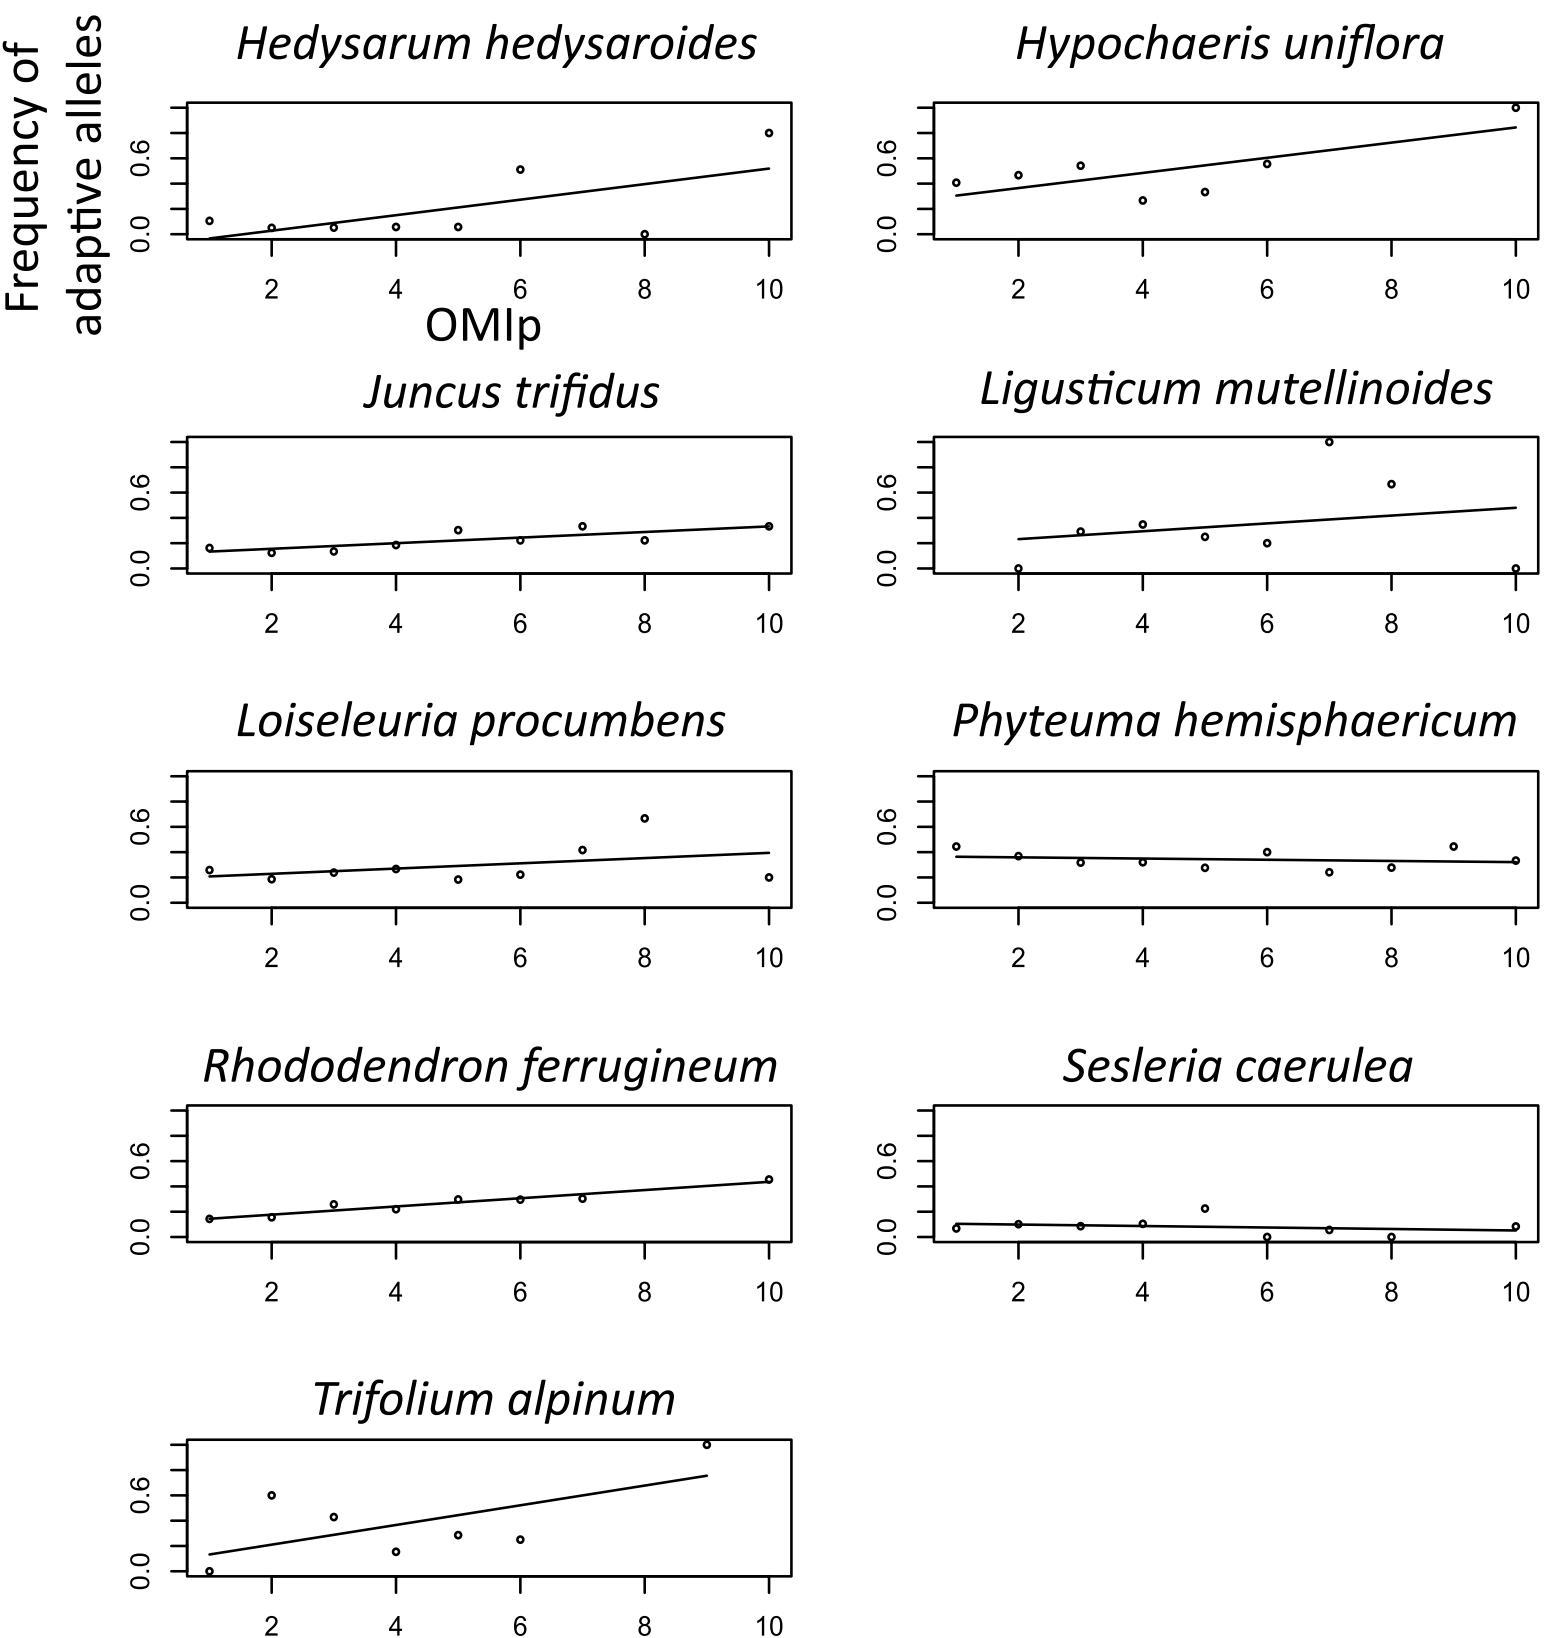 Frequency of
adaptive alleles
Hedysarum hedysaroides
0.6
0.0
2 4 6 8 10
OMIp
Hypochaeris uniflora
0.6
0.0
2 4 6 8 10
Juncus trifidus
0.6
0.0
2 4 6 8 10
Ligusticum mutellinoides
0.6
0.0
2 4 6 8 10
Loiseleuria procumbens
0.6
0.0
2 4 6 8 10
Phyteuma hemisphaericum
0.6
0.0
2 4 6 8 10
Rhododendron ferrugineum
0.6
0.0
2 4 6 8 10
Sesleria caerulea
0.6
0.0
2 4 6 8 10
Trifolium alpinum
0.6
0.0
2 4 6 8 10